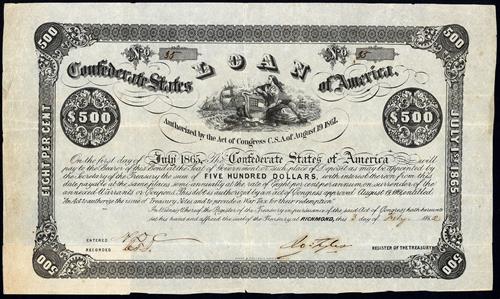 500
500
No 85
No 85
LOAN
Confederate States of America,
$500
$500
Authorized by the Act of Congress C.S.A. of August 19 1861.
EIGHT PER CENT
JULY 1st 1865
On the first day of July 1865, The Confederate States of America will
pay to the Bearer of this Bond at the Seat of Government or at such place of Deposit as may be appointed by
the Secretary of the Treasury the sum of FIVE HUNDRED DOLLARS, with interest thereon from this
date payable at the same places semi-annually at the rate of Eight per cent per annum on surrender of the
annexed Warrants or Coupons. This debt is authorized by an act of Congress approved August 19 1861 entitled
"An Act to authorize the issue of Treasury Notes and to provide a War Tax for their redemption."
In Witness Whereof the Register of the Treasury in pursuance of the said Act of Congress hath hereunto
set his hand and affixed the seal of the Treasury at RICHMOND, this day of Feby 1862
ENTERED
RECORDED
REGISTER OF THE TREASURY
500
500